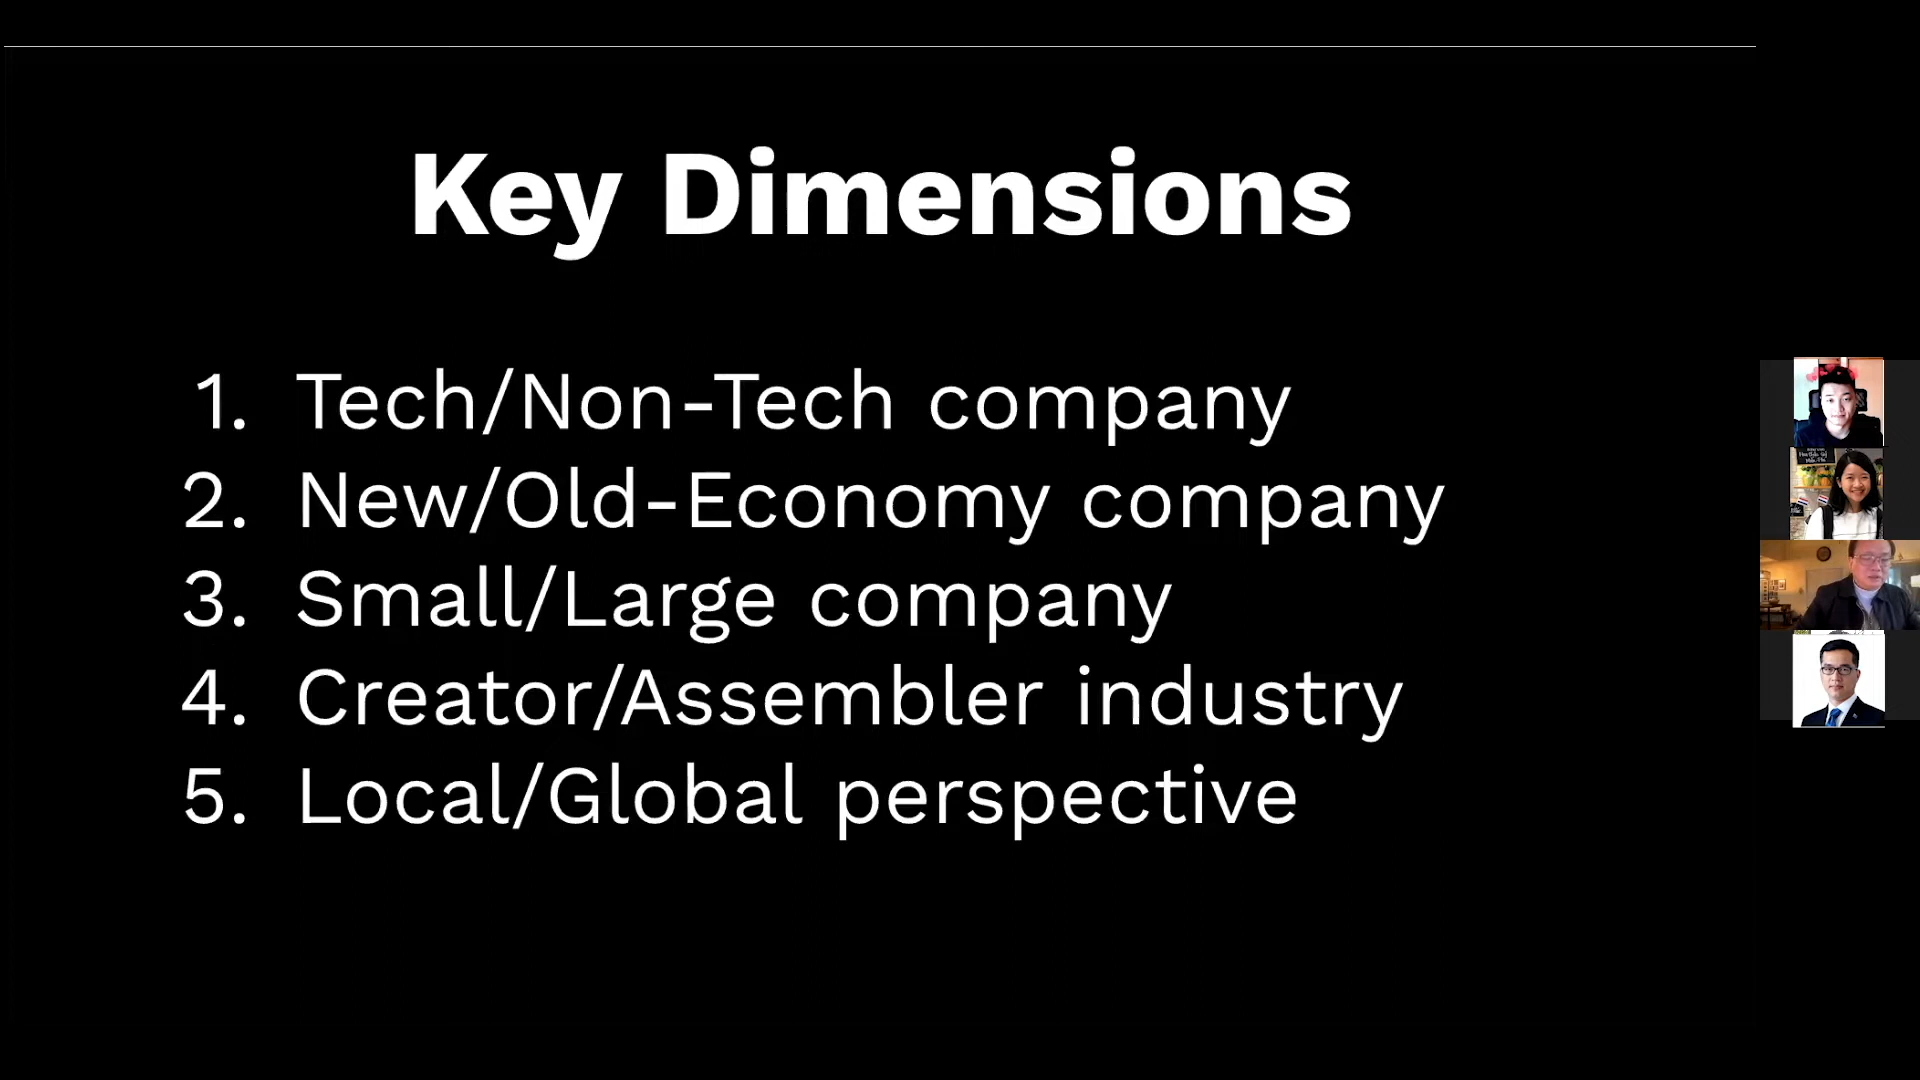 Key Dimensions
1. Tech/Non-Tech company
2. New/Old-Economy company
3. Small/Large company
4. Creator/Assembler industry
5. Local/Global perspective